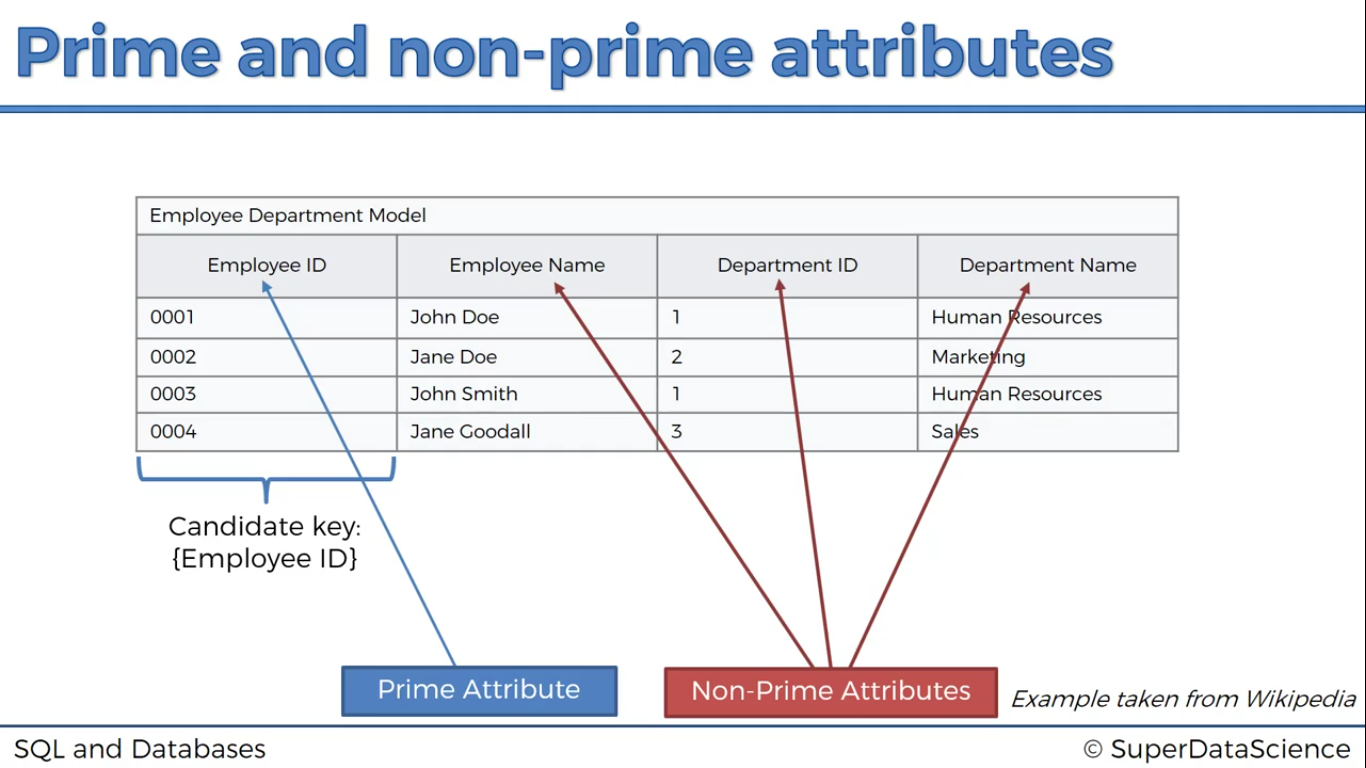 Prime and non-prime attributes
Employee Department Model
Employee ID Employee Name Department ID Department Name
0001 John Doe 1 Human Resources
0002 Jane Doe 2 Marketing
0003 John Smith 1 Human Resources
0004 Jane Goodall 3 Sales
Candidate key:
{Employee ID}
Prime Attribute
Non-Prime Attributes
Example taken from Wikipedia
SQL and Databases
© SuperDataScience